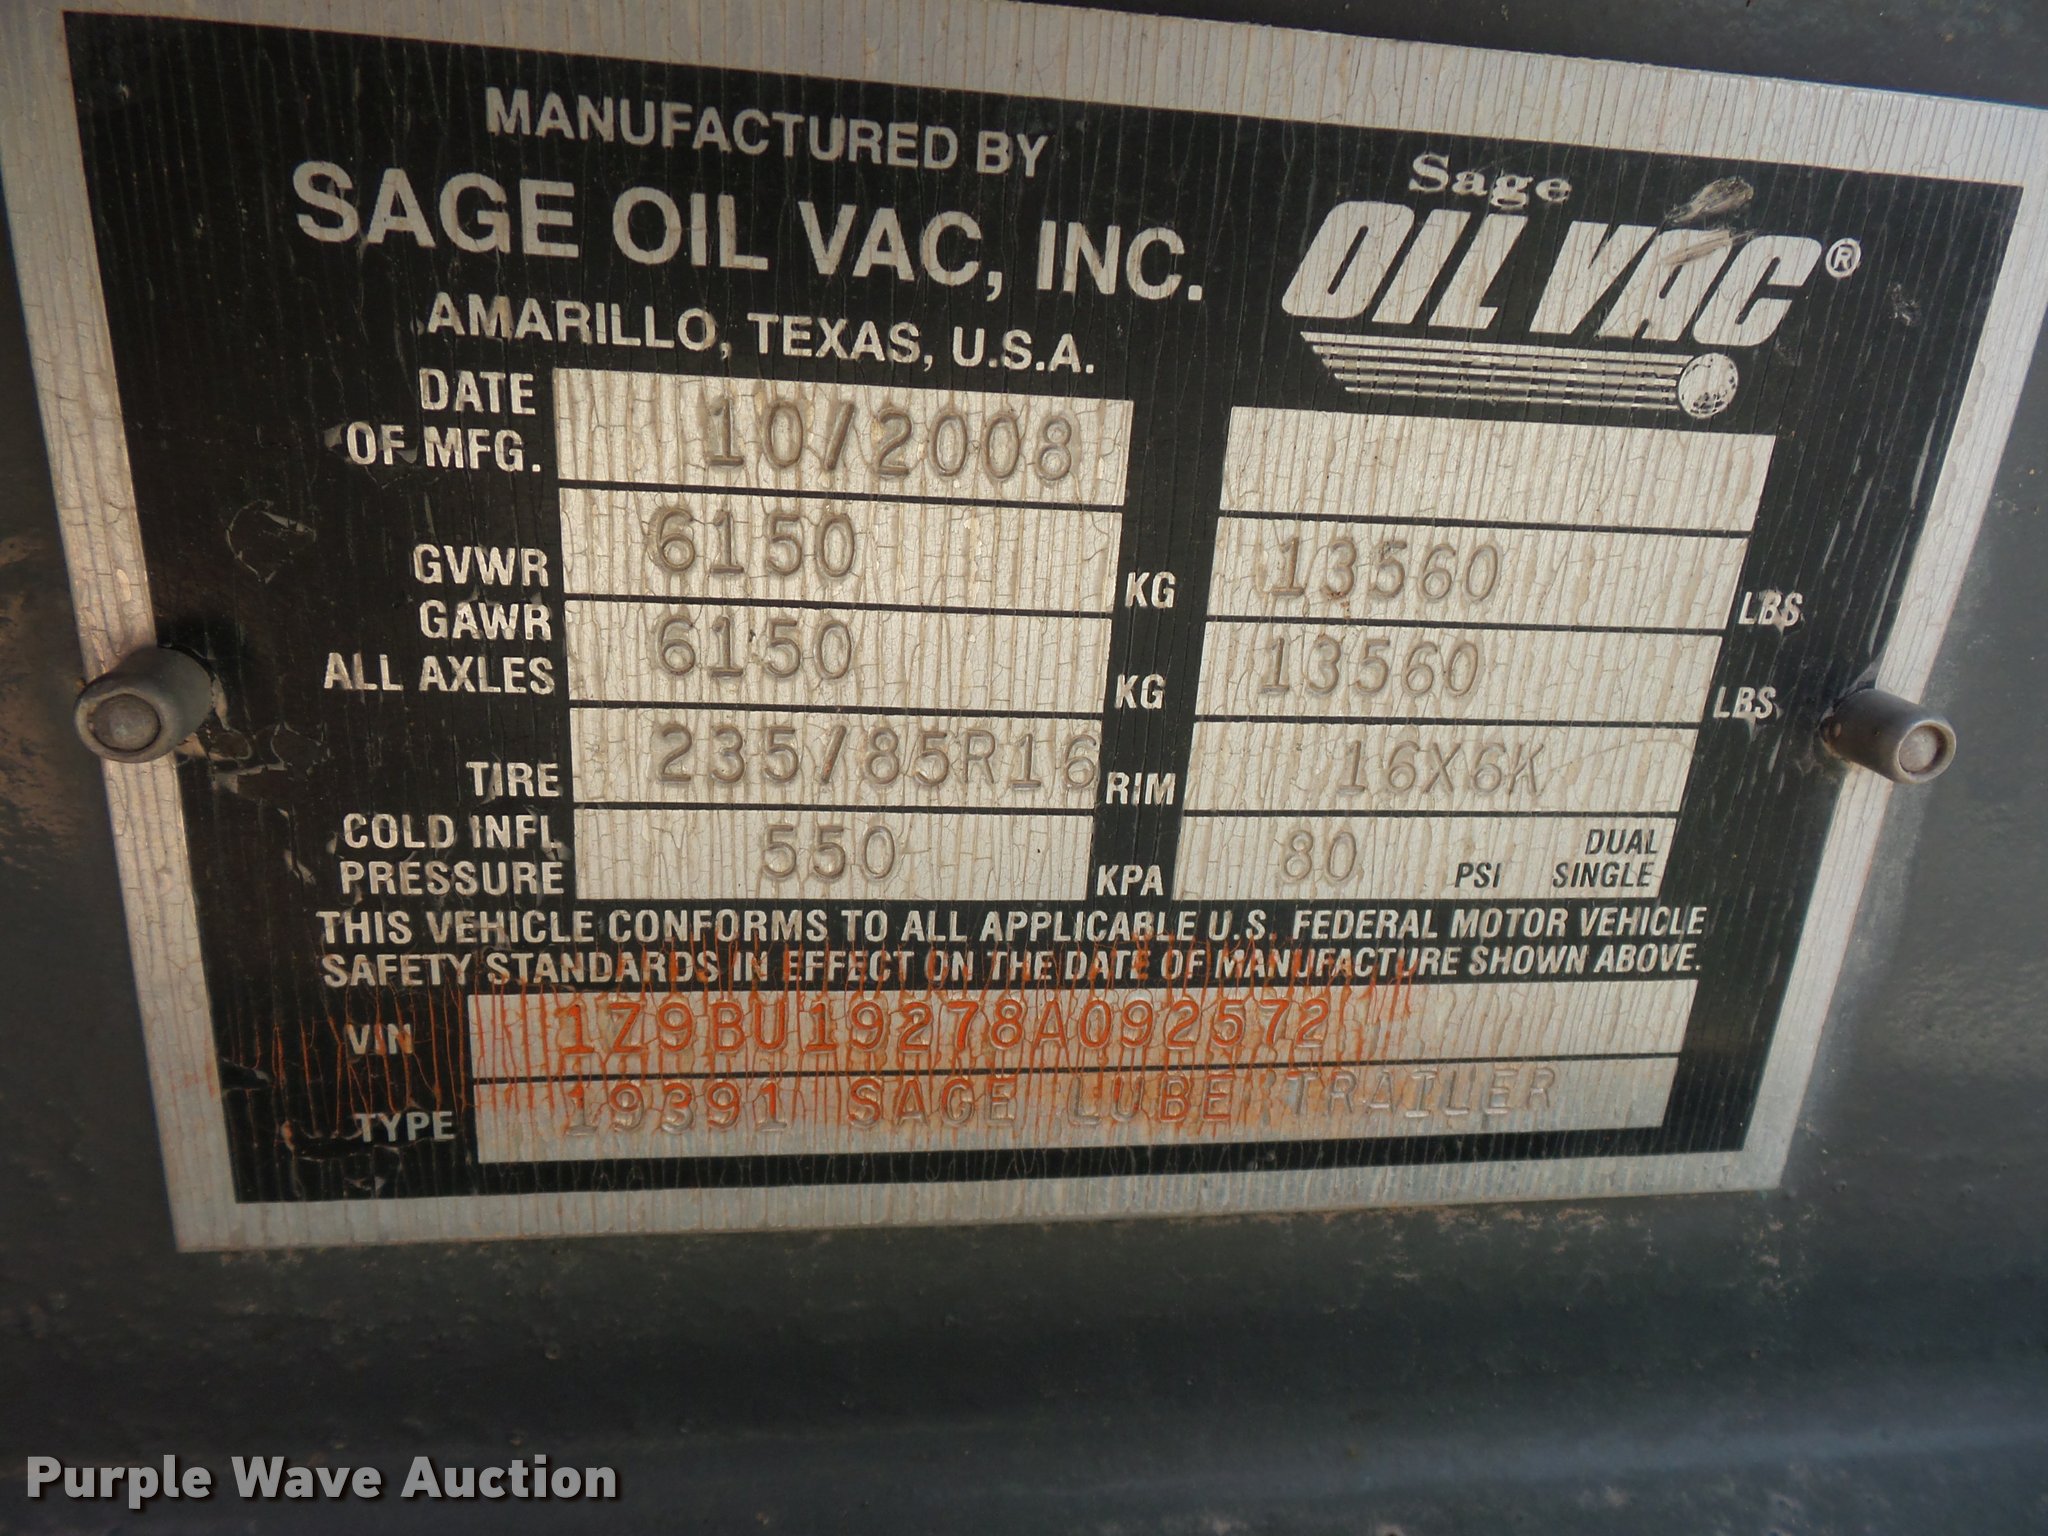 MANUFACTURED BY
SAGE OIL VAC, INC.
AMARILLO, TEXAS, U.S.A.
Sage
OIL VAC®
DATE
OF MFG. 10/2008
GVWR 6150 KG 13560 LBS
GAWR
ALL AXLES 6150 KG 13560 LBS
TIRE 235/85R16 RIM 16X6K
COLD INFL
PRESSURE 550 KPA 80 PSI DUAL
SINGLE
THIS VEHICLE CONFORMS TO ALL APPLICABLE U.S. FEDERAL MOTOR VEHICLE
SAFETY STANDARDS IN EFFECT ON THE DATE OF MANUFACTURE SHOWN ABOVE.
VIN 1Z9BU19278A092572
TYPE 19391 SAGE LUBE TRAILER
Purple Wave Auction